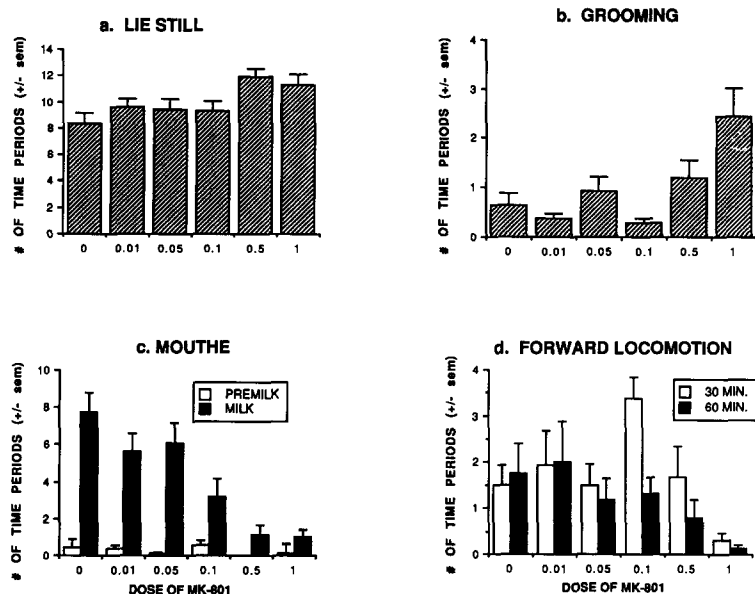 a. LIE STILL
# OF TIME PERIODS (+/- sem)
14
12
10
8
6
4
2
0
0 0.01 0.05 0.1 0.5 1
b. GROOMING
# OF TIME PERIODS (+/- sem)
4
3
2
1
0
0 0.01 0.05 0.1 0.5 1
c. MOUTHE
# OF TIME PERIODS (+/- sem)
10
8
6
4
2
0
PREMILK
MILK
0 0.01 0.05 0.1 0.5 1
DOSE OF MK-801
d. FORWARD LOCOMOTION
# OF TIME PERIODS (+/- sem)
4
3
2
1
0
30 MIN.
60 MIN.
0 0.01 0.05 0.1 0.5 1
DOSE OF MK-801